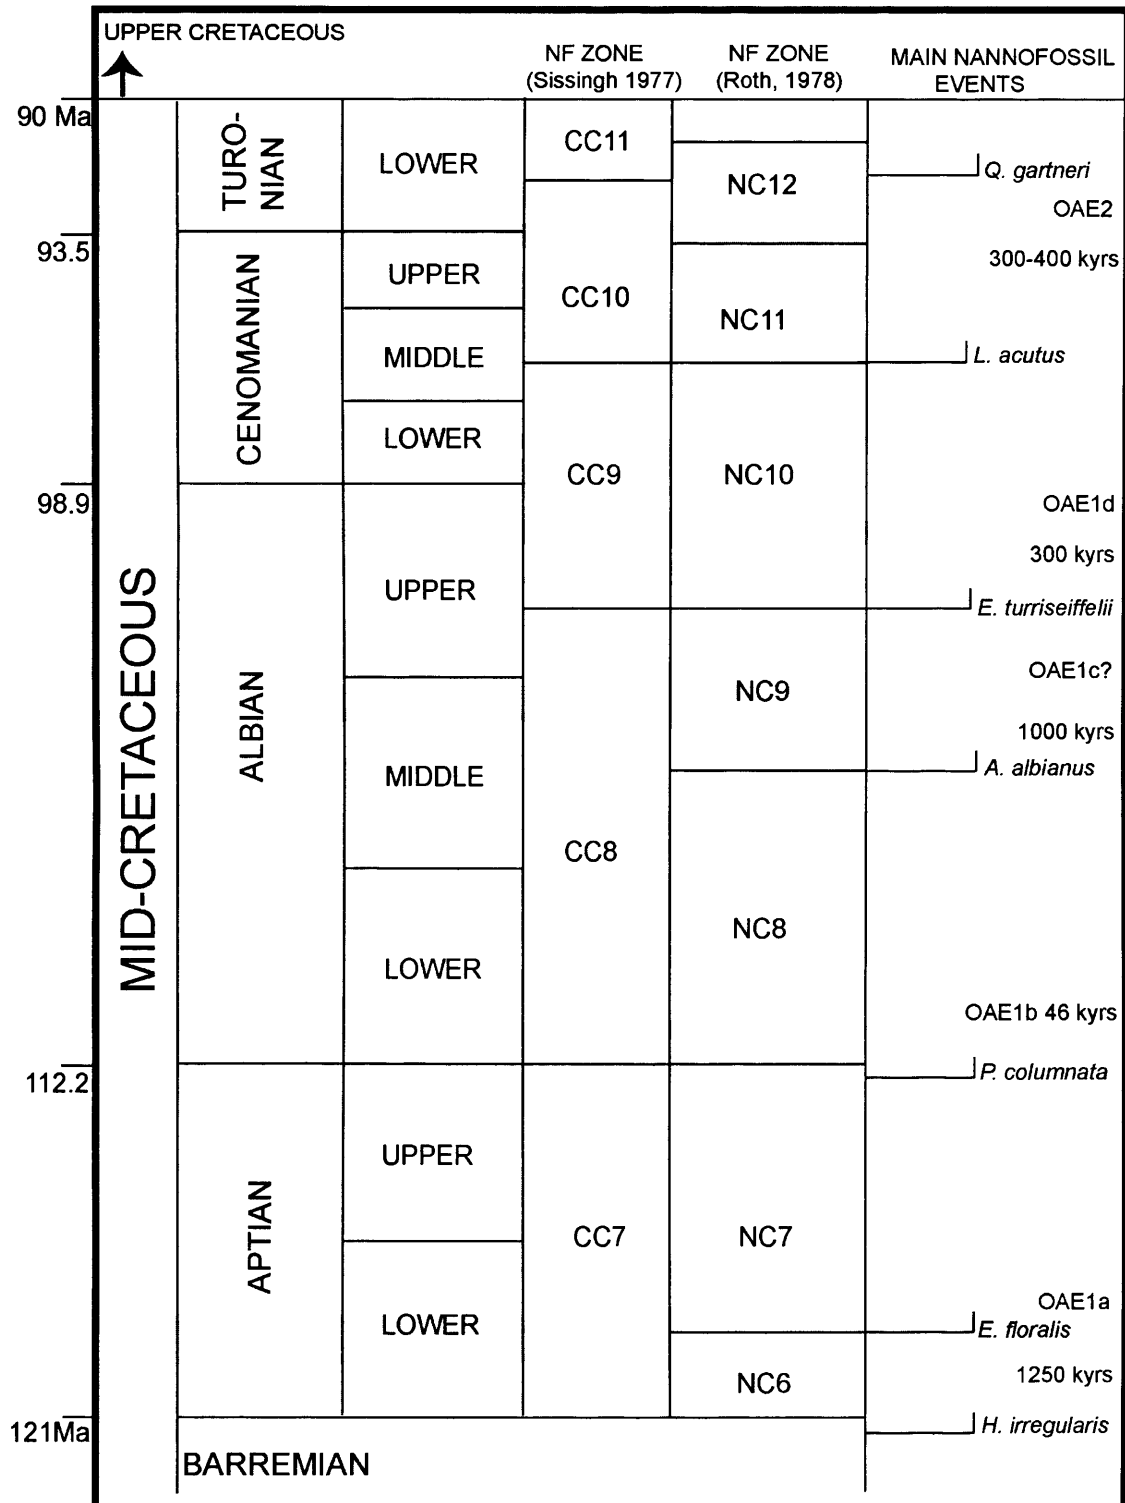 UPPER CRETACEOUS
NF ZONE
(Sissingh 1977)
NF ZONE
(Roth, 1978)
MAIN NANNOFOSSIL
EVENTS
90 Ma
93.5
98.9
112.2
121Ma
MID-CRETACEOUS
TURO-
NIAN
CENOMANIAN
ALBIAN
APTIAN
BARREMIAN
LOWER
UPPER
MIDDLE
LOWER
UPPER
MIDDLE
LOWER
UPPER
LOWER
CC11
CC10
CC9
CC8
CC7
NC12
NC11
NC10
NC9
NC8
NC7
NC6
Q. gartneri
OAE2
300-400 kyrs
L. acutus
OAE1d
300 kyrs
E. turriseiffelii
OAE1c?
1000 kyrs
A. albianus
OAE1b 46 kyrs
P. columnata
OAE1a
E. floralis
1250 kyrs
H. irregularis